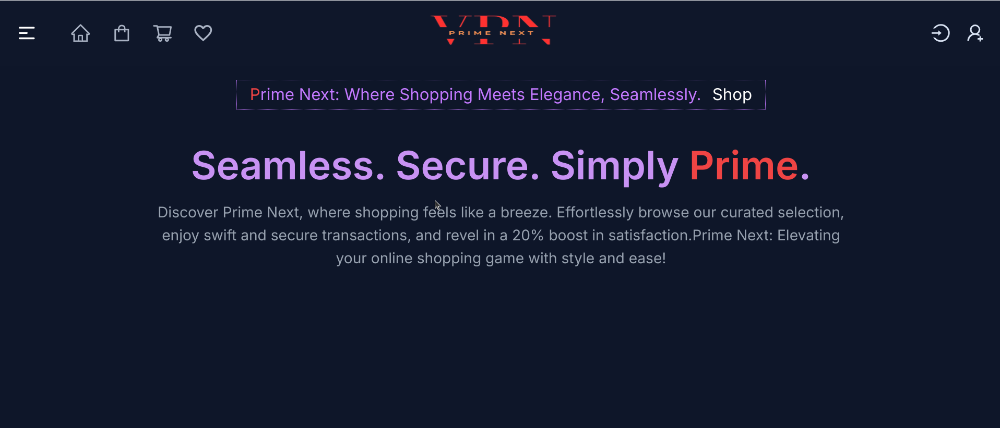 VPN
PRIME NEXT
Prime Next: Where Shopping Meets Elegance, Seamlessly. Shop
Seamless. Secure. Simply Prime.
Discover Prime Next, where shopping feels like a breeze. Effortlessly browse our curated selection,
enjoy swift and secure transactions, and revel in a 20% boost in satisfaction.Prime Next: Elevating
your online shopping game with style and ease!